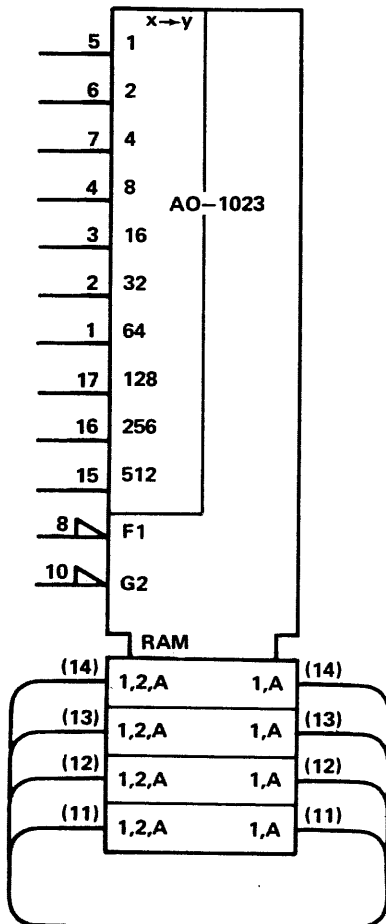 x→y
5 1
6 2
7 4
4 8
AO–1023
3 16
2 32
1 64
17 128
16 256
15 512
8 F1
10 G2
RAM
(14) 1,2,A 1,A (14)
(13) 1,2,A 1,A (13)
(12) 1,2,A 1,A (12)
(11) 1,2,A 1,A (11)